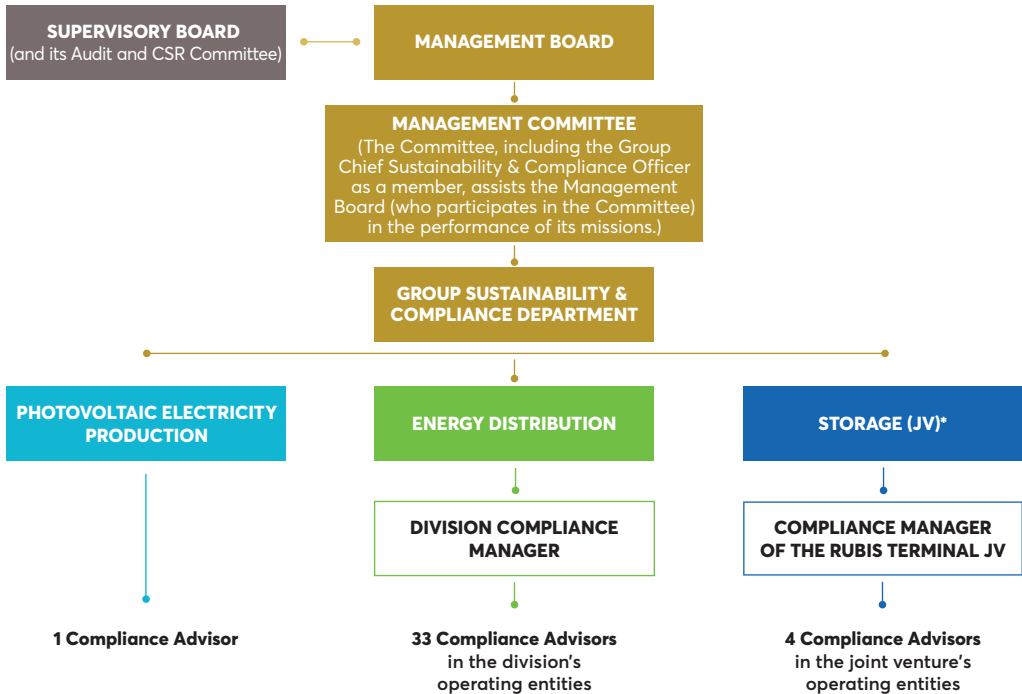 SUPERVISORY BOARD
(and its Audit and CSR Committee)
MANAGEMENT BOARD
MANAGEMENT COMMITTEE
(The Committee, including the Group
Chief Sustainability & Compliance Officer
as a member, assists the Management
Board (who participates in the Committee)
in the performance of its missions.)
GROUP SUSTAINABILITY &
COMPLIANCE DEPARTMENT
PHOTOVOLTAIC ELECTRICITY
PRODUCTION
ENERGY DISTRIBUTION
STORAGE (JV)*
DIVISION COMPLIANCE
MANAGER
COMPLIANCE MANAGER
OF THE RUBIS TERMINAL JV
1 Compliance Advisor
33 Compliance Advisors
in the division's
operating entities
4 Compliance Advisors
in the joint venture's
operating entities